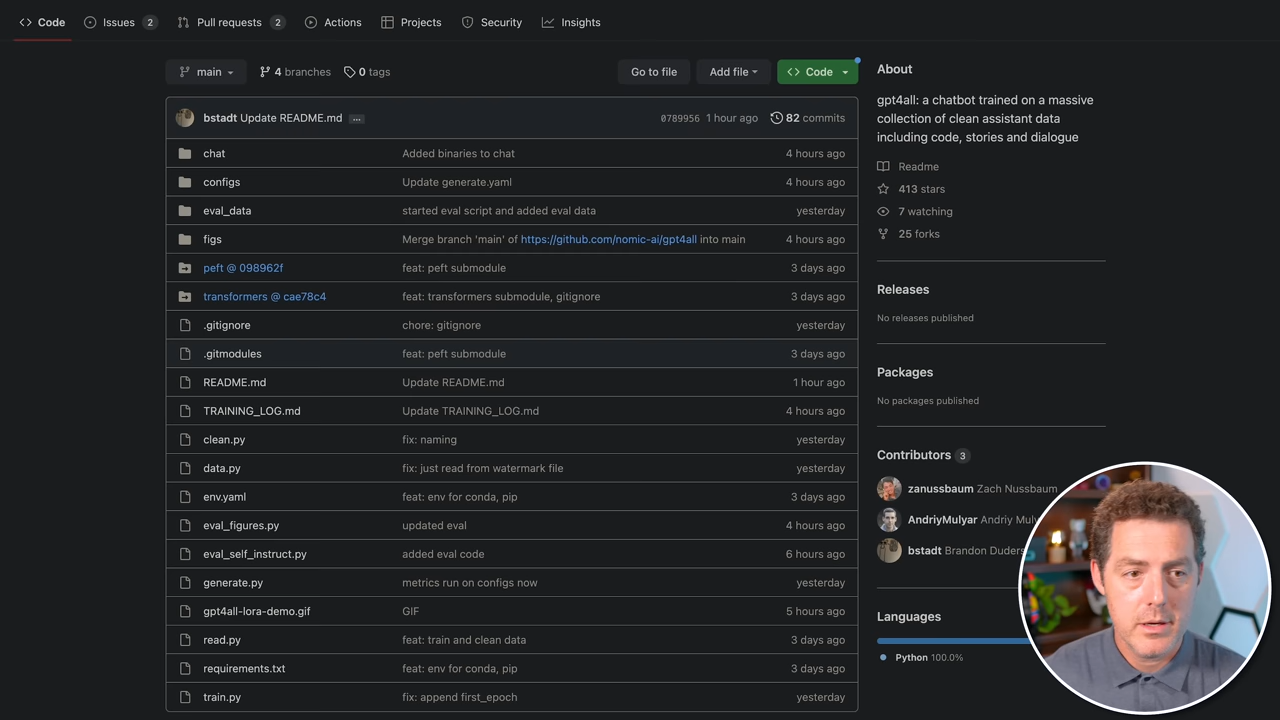 Code Issues 2 Pull requests 2 Actions Projects Security Insights
main 4 branches 0 tags Go to file Add file Code
bstadt Update README.md ... 0789956 1 hour ago 82 commits
chat Added binaries to chat 4 hours ago
configs Update generate.yaml 4 hours ago
eval_data started eval script and added eval data yesterday
figs Merge branch 'main' of https://github.com/nomic-ai/gpt4all into main 4 hours ago
peft @ 098962f feat: peft submodule 3 days ago
transformers @ cae78c4 feat: transformers submodule, gitignore 3 days ago
.gitignore chore: gitignore yesterday
.gitmodules feat: peft submodule 3 days ago
README.md Update README.md 1 hour ago
TRAINING_LOG.md Update TRAINING_LOG.md 4 hours ago
clean.py fix: naming yesterday
data.py fix: just read from watermark file yesterday
env.yaml feat: env for conda, pip 3 days ago
eval_figures.py updated eval 4 hours ago
eval_self_instruct.py added eval code 6 hours ago
generate.py metrics run on configs now yesterday
gpt4all-lora-demo.gif GIF 5 hours ago
read.py feat: train and clean data 3 days ago
requirements.txt feat: env for conda, pip 3 days ago
train.py fix: append first_epoch yesterday
About
gpt4all: a chatbot trained on a massive
collection of clean assistant data
including code, stories and dialogue
Readme
413 stars
7 watching
25 forks
Releases
No releases published
Packages
No packages published
Contributors 3
zanussbaum Zach Nussbaum
AndriyMulyar Andriy
bstadt Brandon
Languages
Python 100.0%